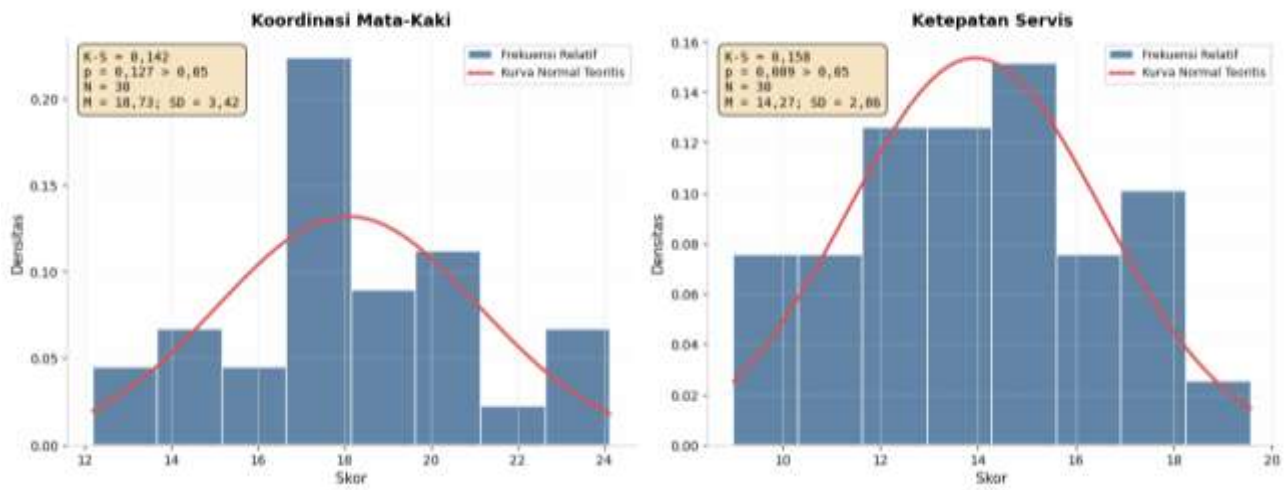 Koordinasi Mata-Kaki
K-S = 0,142
p = 0,127 > 0,05
N = 30
M = 18,73; SD = 3,42
Frekuensi Relatif
Kurva Normal Teoritis
Densitas
0.20
0.15
0.10
0.05
0.00
12 14 16 18 20 22 24
Skor
Ketepatan Servis
K-S = 0,158
p = 0,089 > 0,05
N = 30
M = 14,27; SD = 2,86
Frekuensi Relatif
Kurva Normal Teoritis
Densitas
0.16
0.14
0.12
0.10
0.08
0.06
0.04
0.02
0.00
10 12 14 16 18 20
Skor